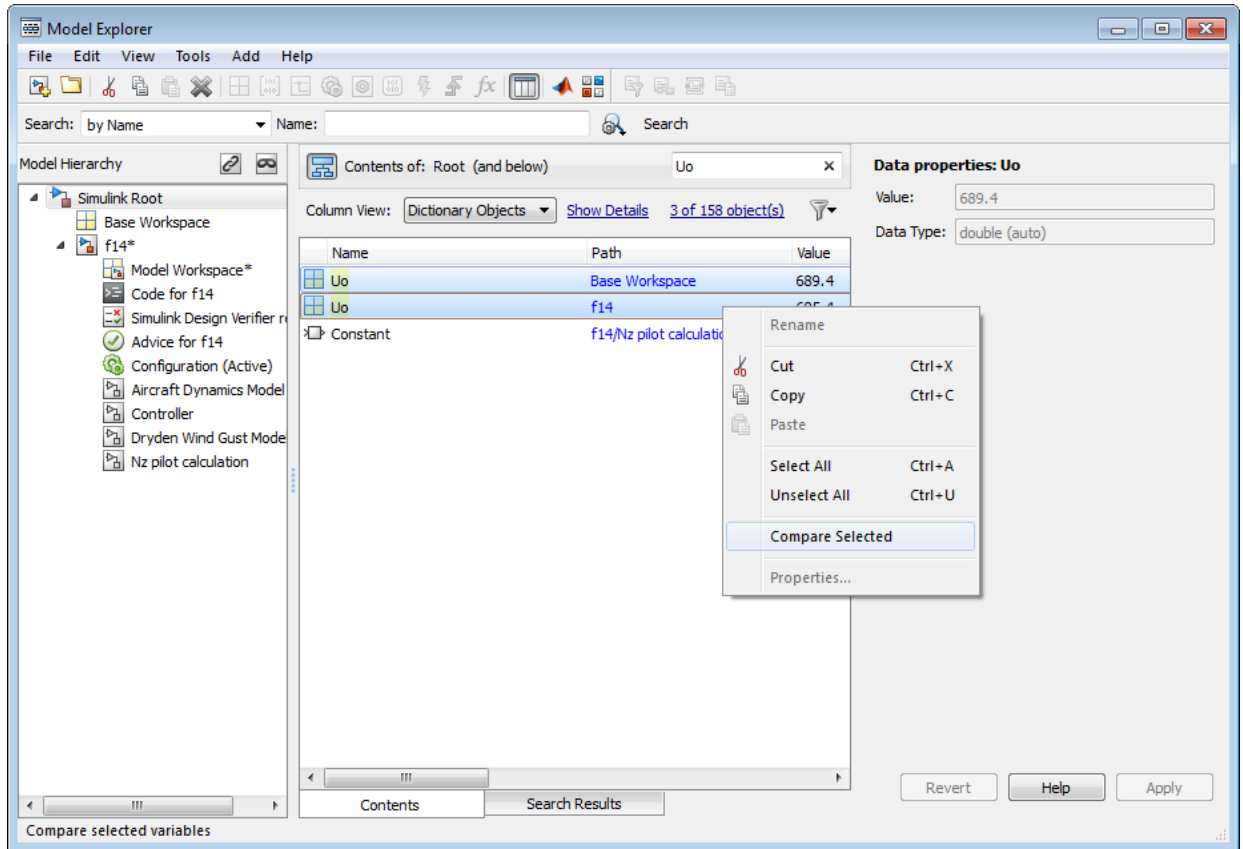 Model Explorer
File Edit View Tools Add Help
fx
Search: by Name Name: Search
Model Hierarchy
Simulink Root
Base Workspace
f14*
Model Workspace*
Code for f14
Simulink Design Verifier
Advice for f14
Configuration (Active)
Aircraft Dynamics Model
Controller
Dryden Wind Gust Mode
Nz pilot calculation
Contents of: Root (and below) Uo
Column View: Dictionary Objects Show Details 3 of 158 object(s)
Name Path Value
Uo Base Workspace 689.4
Uo f14
Constant f14/Nz pilot
Rename
Cut Ctrl+X
Copy Ctrl+C
Paste
Select All Ctrl+A
Unselect All Ctrl+U
Compare Selected
Properties...
Contents Search Results
Data properties: Uo
Value: 689.4
Data Type: double (auto)
Revert Help Apply
Compare selected variables